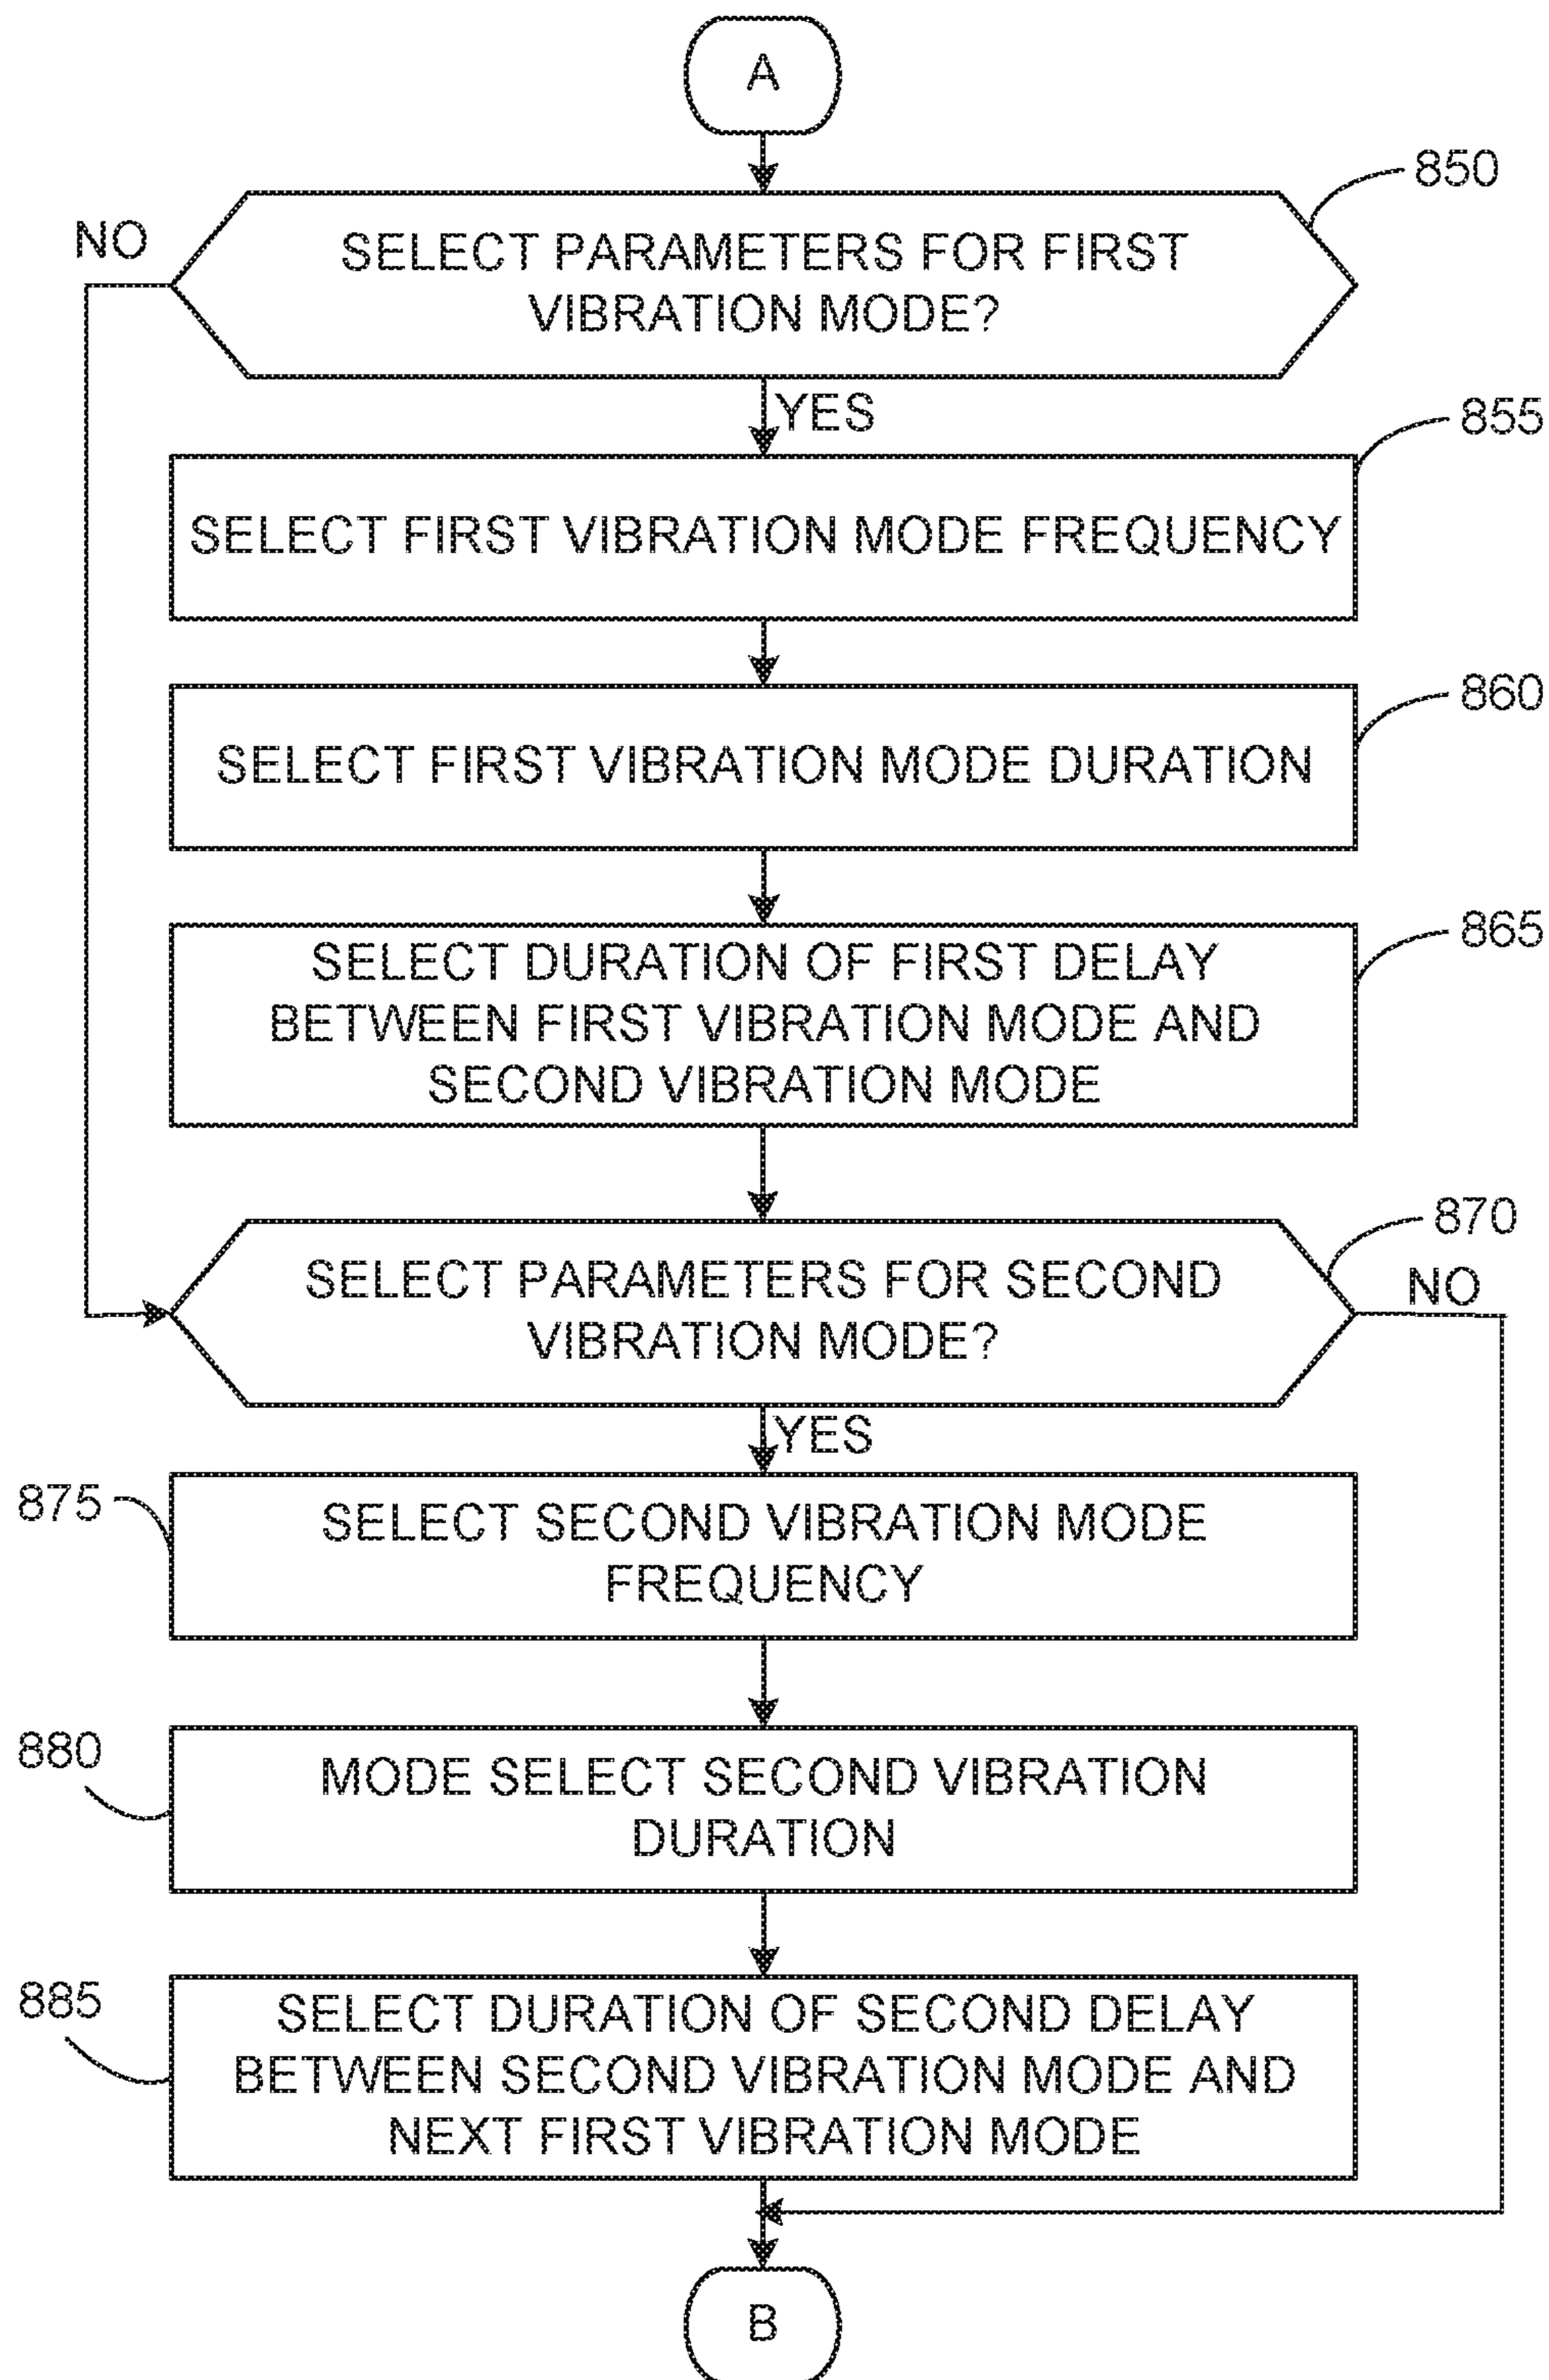 A
850
NO
SELECT PARAMETERS FOR FIRST
VIBRATION MODE?
YES
855
SELECT FIRST VIBRATION MODE FREQUENCY
860
SELECT FIRST VIBRATION MODE DURATION
865
SELECT DURATION OF FIRST DELAY
BETWEEN FIRST VIBRATION MODE AND
SECOND VIBRATION MODE
870
SELECT PARAMETERS FOR SECOND
VIBRATION MODE?
NO
YES
875
SELECT SECOND VIBRATION MODE
FREQUENCY
880
MODE SELECT SECOND VIBRATION
DURATION
885
SELECT DURATION OF SECOND DELAY
BETWEEN SECOND VIBRATION MODE AND
NEXT FIRST VIBRATION MODE
B